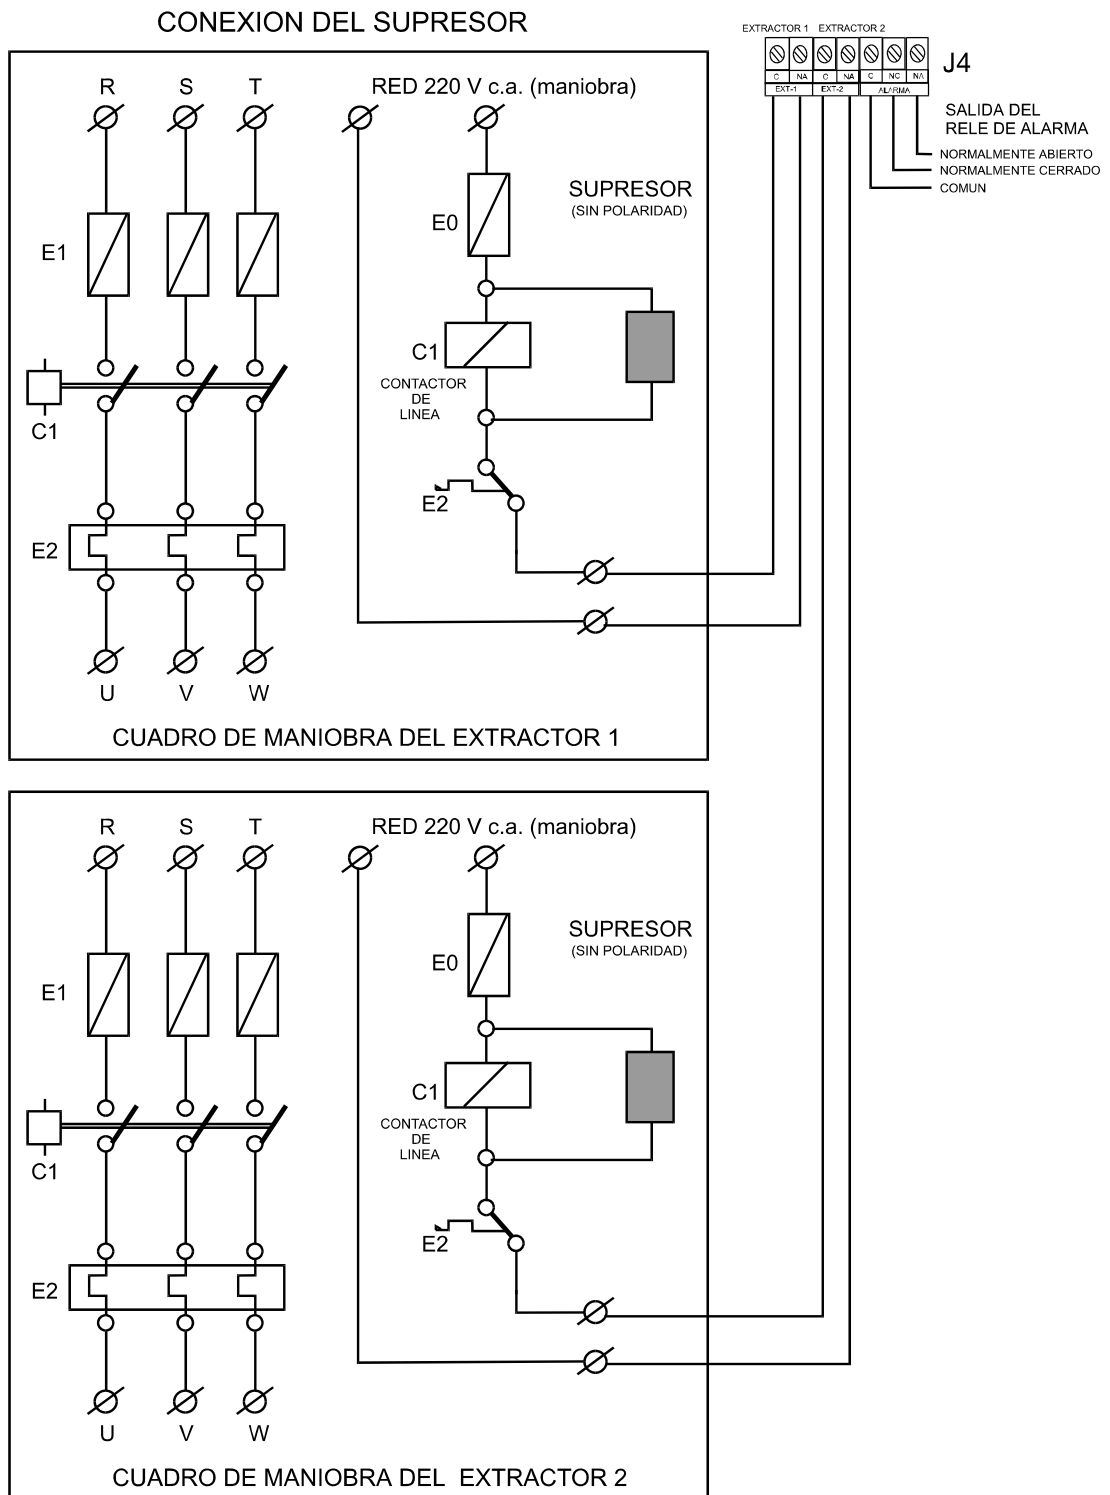 CONEXION DEL SUPRESOR
EXTRACTOR 1 EXTRACTOR 2
C NA C NA C NC NA
EXT-1 EXT-2 ALARMA
J4
SALIDA DEL
RELE DE ALARMA
NORMALMENTE ABIERTO
NORMALMENTE CERRADO
COMUN
R S T
RED 220 V c.a. (maniobra)
SUPRESOR
(SIN POLARIDAD)
E0
E1
C1
CONTACTOR
DE
LINEA
C1
E2
E2
U V W
CUADRO DE MANIOBRA DEL EXTRACTOR 1
R S T
RED 220 V c.a. (maniobra)
SUPRESOR
(SIN POLARIDAD)
E0
E1
C1
CONTACTOR
DE
LINEA
C1
E2
E2
U V W
CUADRO DE MANIOBRA DEL EXTRACTOR 2